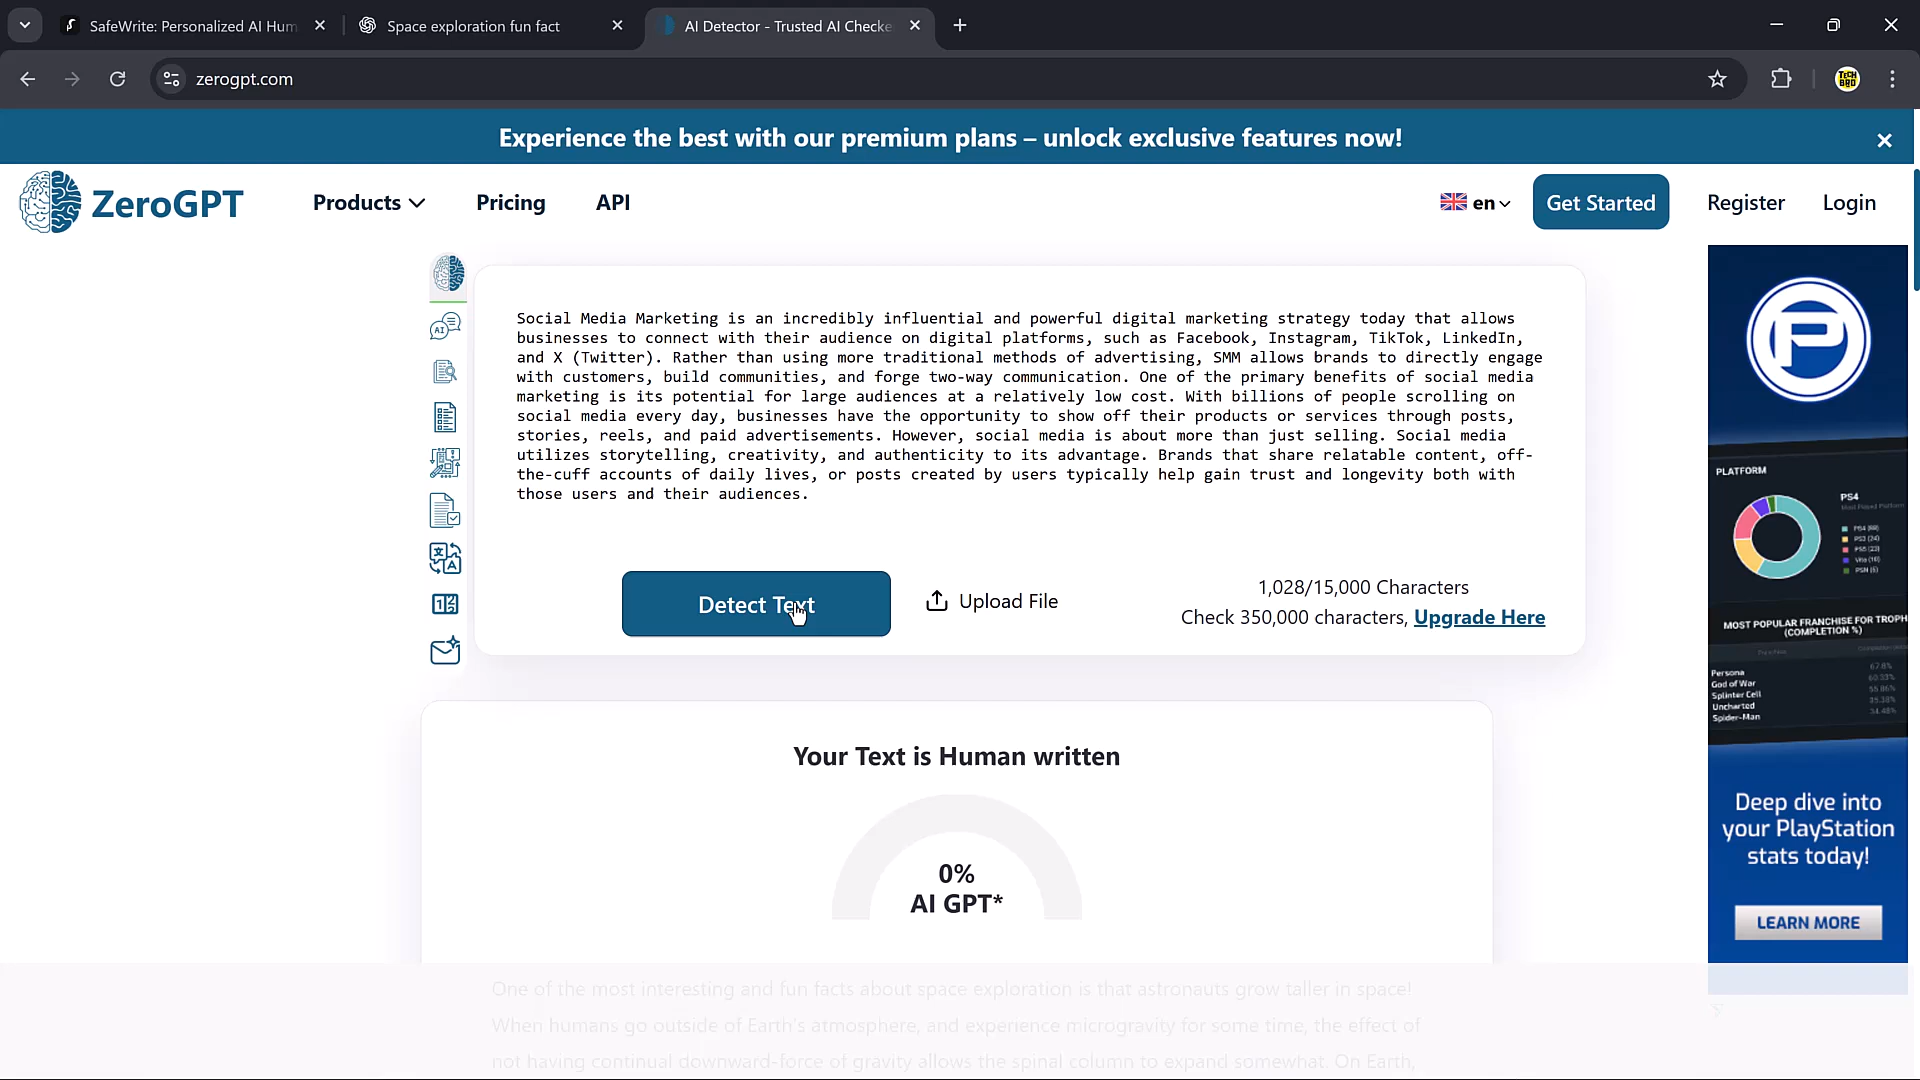 SafeWrite: Personalized AI Hum
Space exploration fun fact
AI Detector - Trusted AI Checke
zerogpt.com
TECH BRO
Experience the best with our premium plans – unlock exclusive features now!
ZeroGPT
Products
Pricing
API
en
Get Started
Register
Login
Social Media Marketing is an incredibly influential and powerful digital marketing strategy today that allows
businesses to connect with their audience on digital platforms, such as Facebook, Instagram, TikTok, LinkedIn,
and X (Twitter). Rather than using more traditional methods of advertising, SMM allows brands to directly engage
with customers, build communities, and forge two-way communication. One of the primary benefits of social media
marketing is its potential for large audiences at a relatively low cost. With billions of people scrolling on
social media every day, businesses have the opportunity to show off their products or services through posts,
stories, reels, and paid advertisements. However, social media is about more than just selling. Social media
utilizes storytelling, creativity, and authenticity to its advantage. Brands that share relatable content, off-
the-cuff accounts of daily lives, or posts created by users typically help gain trust and longevity both with
those users and their audiences.
Detect Text
Upload File
1,028/15,000 Characters
Check 350,000 characters, Upgrade Here
Your Text is Human written
0%
AI GPT*
One of the most interesting and fun facts about space exploration is that astronauts grow taller in space!
When humans go outside of Earth's atmosphere, and experience microgravity for some time, the effect of
not having continual downward-force of gravity allows the spinal column to expand somewhat. On Earth,
PLATFORM
PS4
MOST POPULAR FRANCHISE FOR TROPH
(COMPLETION %)
Persona
God of War
Splinter Cell
Uncharted
Spider-Man
Deep dive into
your PlayStation
stats today!
LEARN MORE